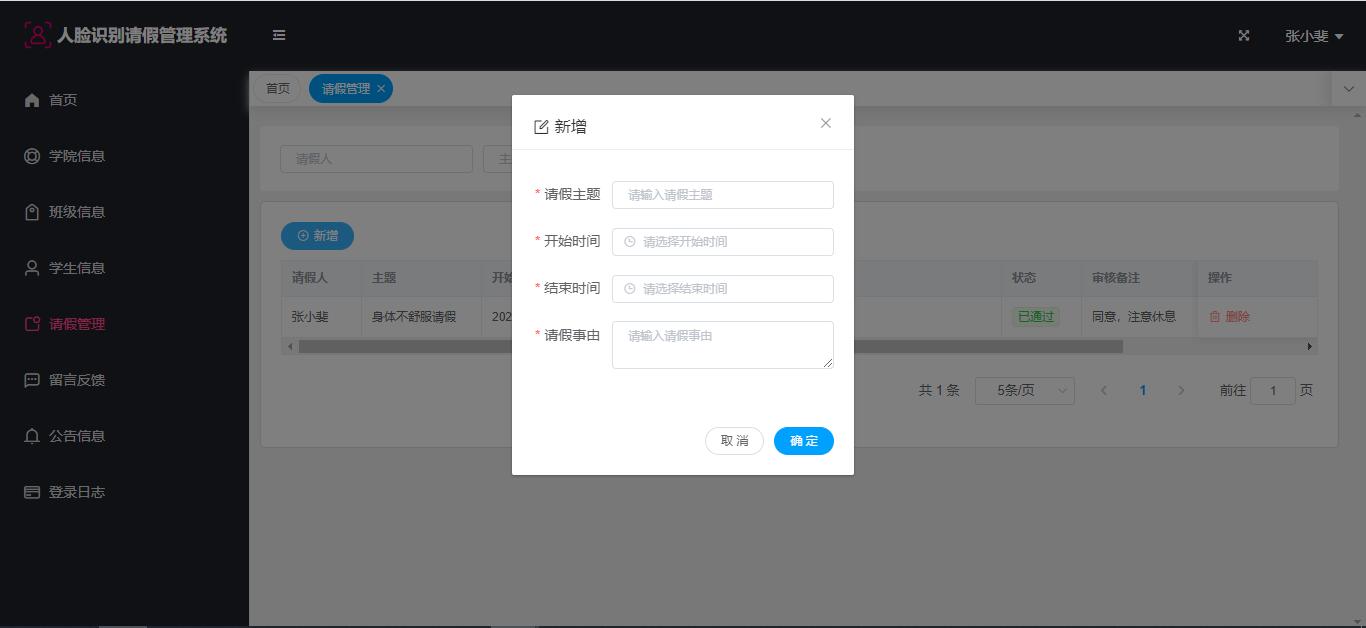 人脸识别请假管理系统
张小斐
首页
学院信息
班级信息
学生信息
请假管理
留言反馈
公告信息
登录日志
首页
请假管理
请假人
主
新增
请假人 主题 开始 状态 审核备注 操作
张小斐 身体不舒服请假 202 已通过 同意，注意休息 删除
共 1 条 5条/页 1 前往 1 页
新增
* 请假主题 请输入请假主题
* 开始时间 请选择开始时间
* 结束时间 请选择结束时间
* 请假事由 请输入请假事由
取 消 确 定